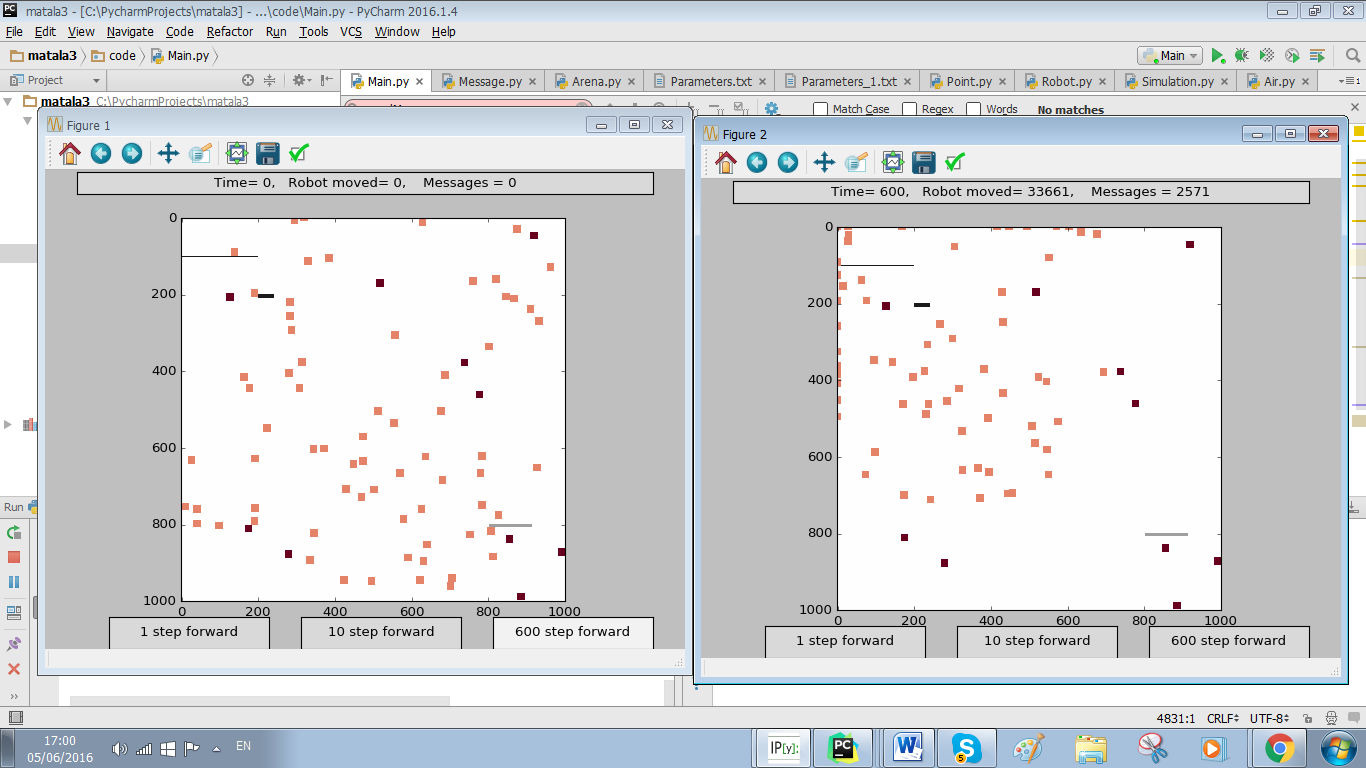 matala3 - [C:\PycharmProjects\matala3] - ...\code\Main.py - PyCharm 2016.1.4
File Edit View Navigate Code Refactor Run Tools VCS Window Help
matala3 code Main.py Main
Project Main.py Message.py Arena.py Parameters.txt Parameters_1.txt Point.py Robot.py Simulation.py Air.py
matala3 C:\PycharmProjects\matala3
Match Case Regex Words No matches
Figure 1
Time= 0, Robot moved= 0, Messages = 0
0
200
400
600
800
1000
0 200 400 600 800 1000
1 step forward 10 step forward 600 step forward
Figure 2
Time= 600, Robot moved= 33661, Messages = 2571
0
200
400
600
800
1000
0 200 400 600 800 1000
1 step forward 10 step forward 600 step forward
Run
4831:1 CRLF UTF-8
17:00
05/06/2016
EN
IP[y]: PC W S 5